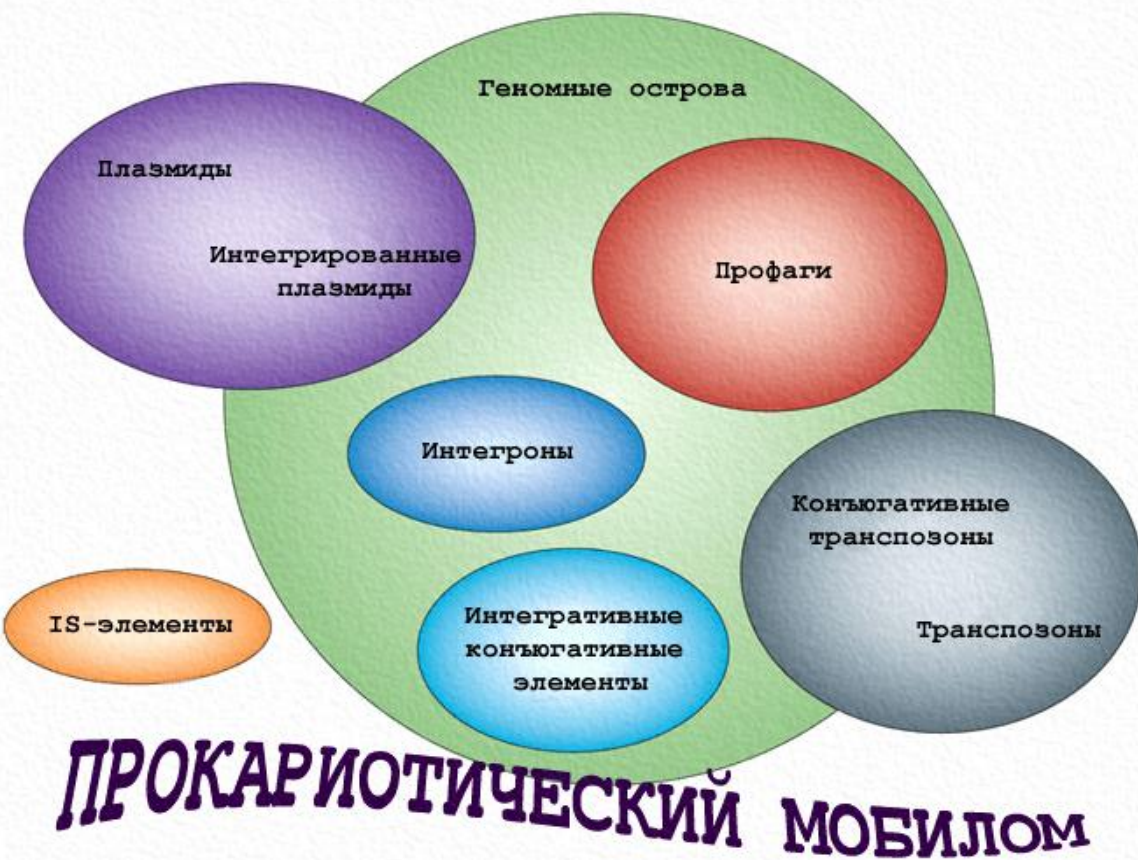 Геномные острова
Плазмиды
Интегрированные
плазмиды
Профаги
Интегроны
Конъюгативные
транспозоны
IS-элементы
Интегративные
конъюгативные
элементы
Транспозоны
ПРОКАРИОТИЧЕСКИЙ МОБИЛОМ